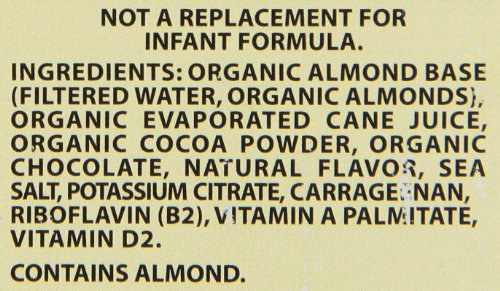 NOT A REPLACEMENT FOR
INFANT FORMULA.
INGREDIENTS: ORGANIC ALMOND BASE
(FILTERED WATER, ORGANIC ALMONDS),
ORGANIC EVAPORATED CANE JUICE,
ORGANIC COCOA POWDER, ORGANIC
CHOCOLATE, NATURAL FLAVOR, SEA
SALT, POTASSIUM CITRATE, CARRAGEENAN,
RIBOFLAVIN (B2), VITAMIN A PALMITATE,
VITAMIN D2.
CONTAINS ALMOND.